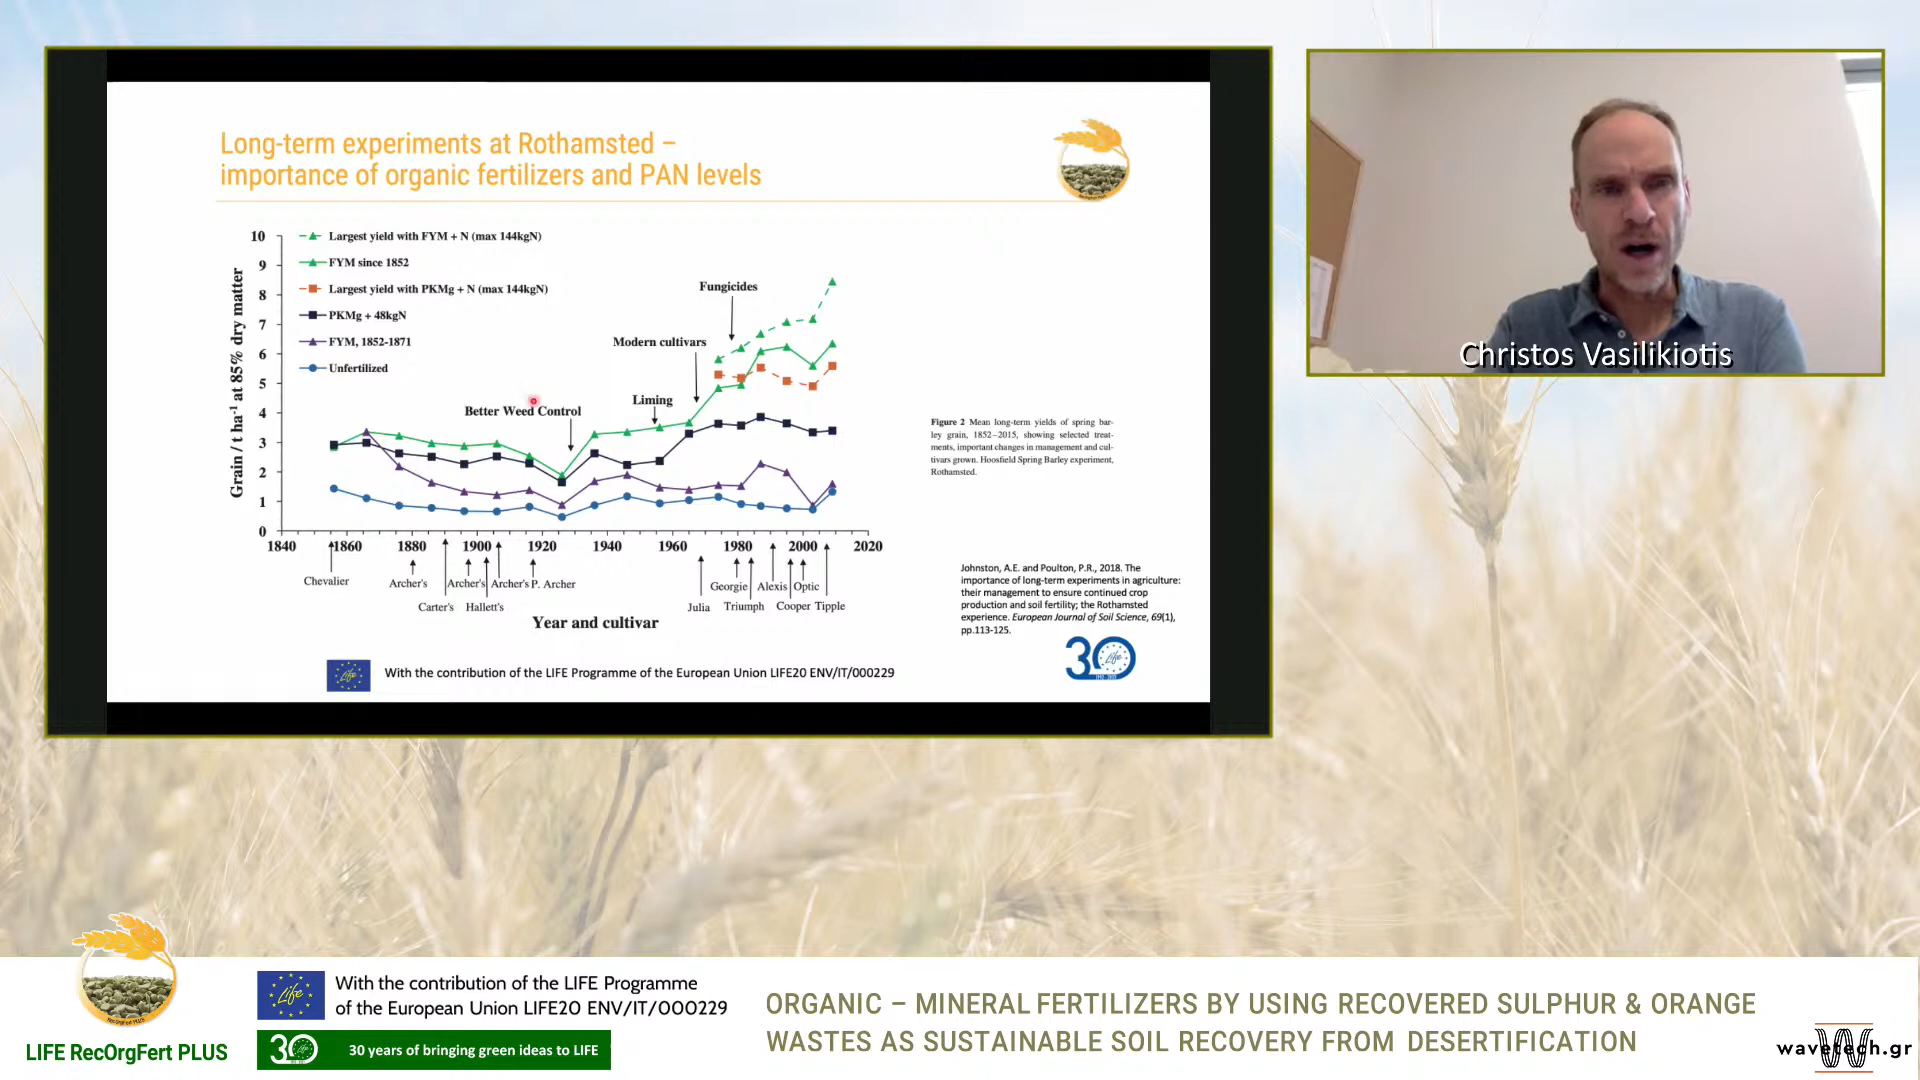 Long-term experiments at Rothamsted –
importance of organic fertilizers and PAN levels
10
9
8
7
6
5
4
3
2
1
0
Grain / t ha-1 at 85% dry matter
Largest yield with FYM + N (max 144kgN)
FYM since 1852
Largest yield with PKMg + N (max 144kgN)
PKMg + 48kgN
FYM, 1852-1871
Unfertilized
Fungicides
Modern cultivars
Liming
Better Weed Control
1840 1860 1880 1900 1920 1940 1960 1980 2000 2020
Chevalier Archer's Archer's Archer's P. Archer Georgie Alexis Optic
Carter's Hallett's Julia Triumph Cooper Tipple
Year and cultivar
Figure 2 Mean long-term yields of spring bar-
ley grain, 1852–2015, showing selected treat-
ments, important changes in management and cul-
tivars grown. Hoosfield Spring Barley experiment,
Rothamsted.
Johnston, A.E. and Poulton, P.R., 2018. The
importance of long-term experiments in agriculture:
their management to ensure continued crop
production and soil fertility; the Rothamsted
experience. European Journal of Soil Science, 69(1),
pp.113-125.
Life
With the contribution of the LIFE Programme of the European Union LIFE20 ENV/IT/000229
30 Life
Christos Vasilikiotis
LIFE RecOrgFert PLUS
Life
With the contribution of the LIFE Programme
of the European Union LIFE20 ENV/IT/000229
30 years of bringing green ideas to LIFE
ORGANIC – MINERAL FERTILIZERS BY USING RECOVERED SULPHUR & ORANGE
WASTES AS SUSTAINABLE SOIL RECOVERY FROM DESERTIFICATION
wavetech.gr